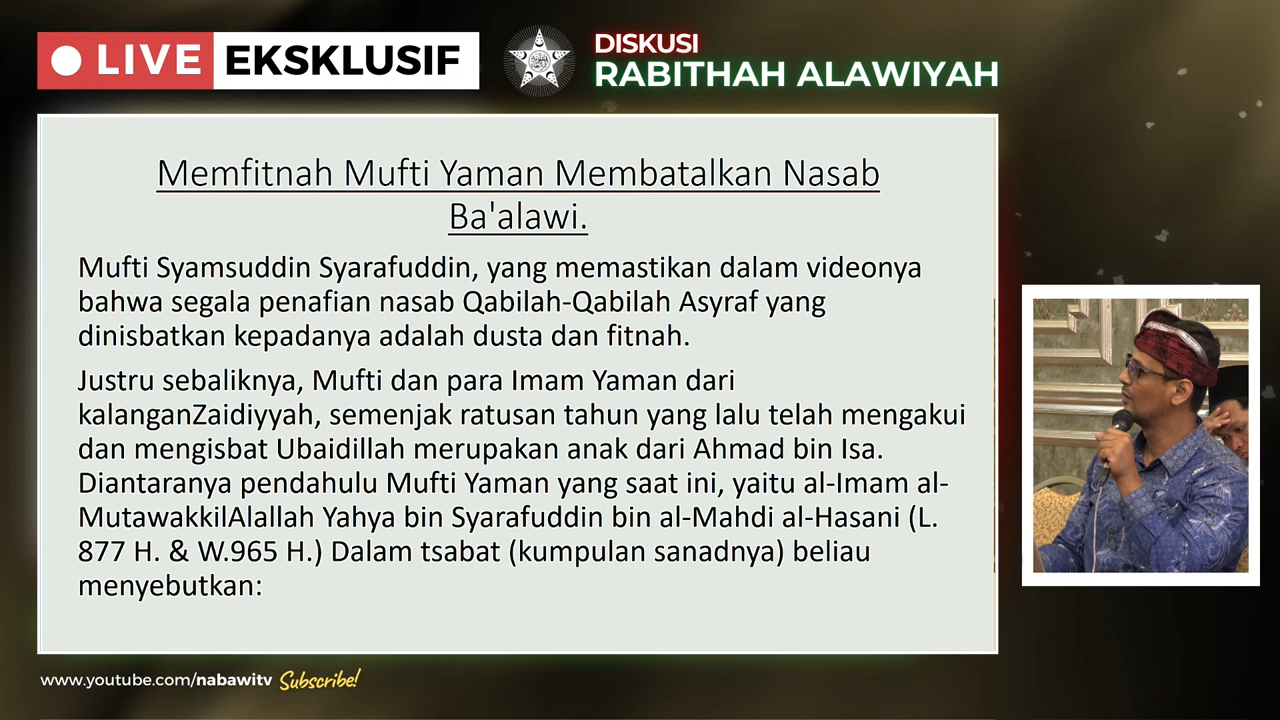 LIVE EKSKLUSIF
DISKUSI
RABITHAH ALAWIYAH
Memfitnah Mufti Yaman Membatalkan Nasab
Ba'alawi.
Mufti Syamsuddin Syarafuddin, yang memastikan dalam videonya
bahwa segala penafian nasab Qabilah-Qabilah Asyraf yang
dinisbatkan kepadanya adalah dusta dan fitnah.
Justru sebaliknya, Mufti dan para Imam Yaman dari
kalanganZaidiyyah, semenjak ratusan tahun yang lalu telah mengakui
dan mengisbat Ubaidillah merupakan anak dari Ahmad bin Isa.
Diantaranya pendahulu Mufti Yaman yang saat ini, yaitu al-Imam al-
MutawakkilAlallah Yahya bin Syarafuddin bin al-Mahdi al-Hasani (L.
877 H. & W.965 H.) Dalam tsabat (kumpulan sanadnya) beliau
menyebutkan:
www.youtube.com/nabawitv Subscribe!